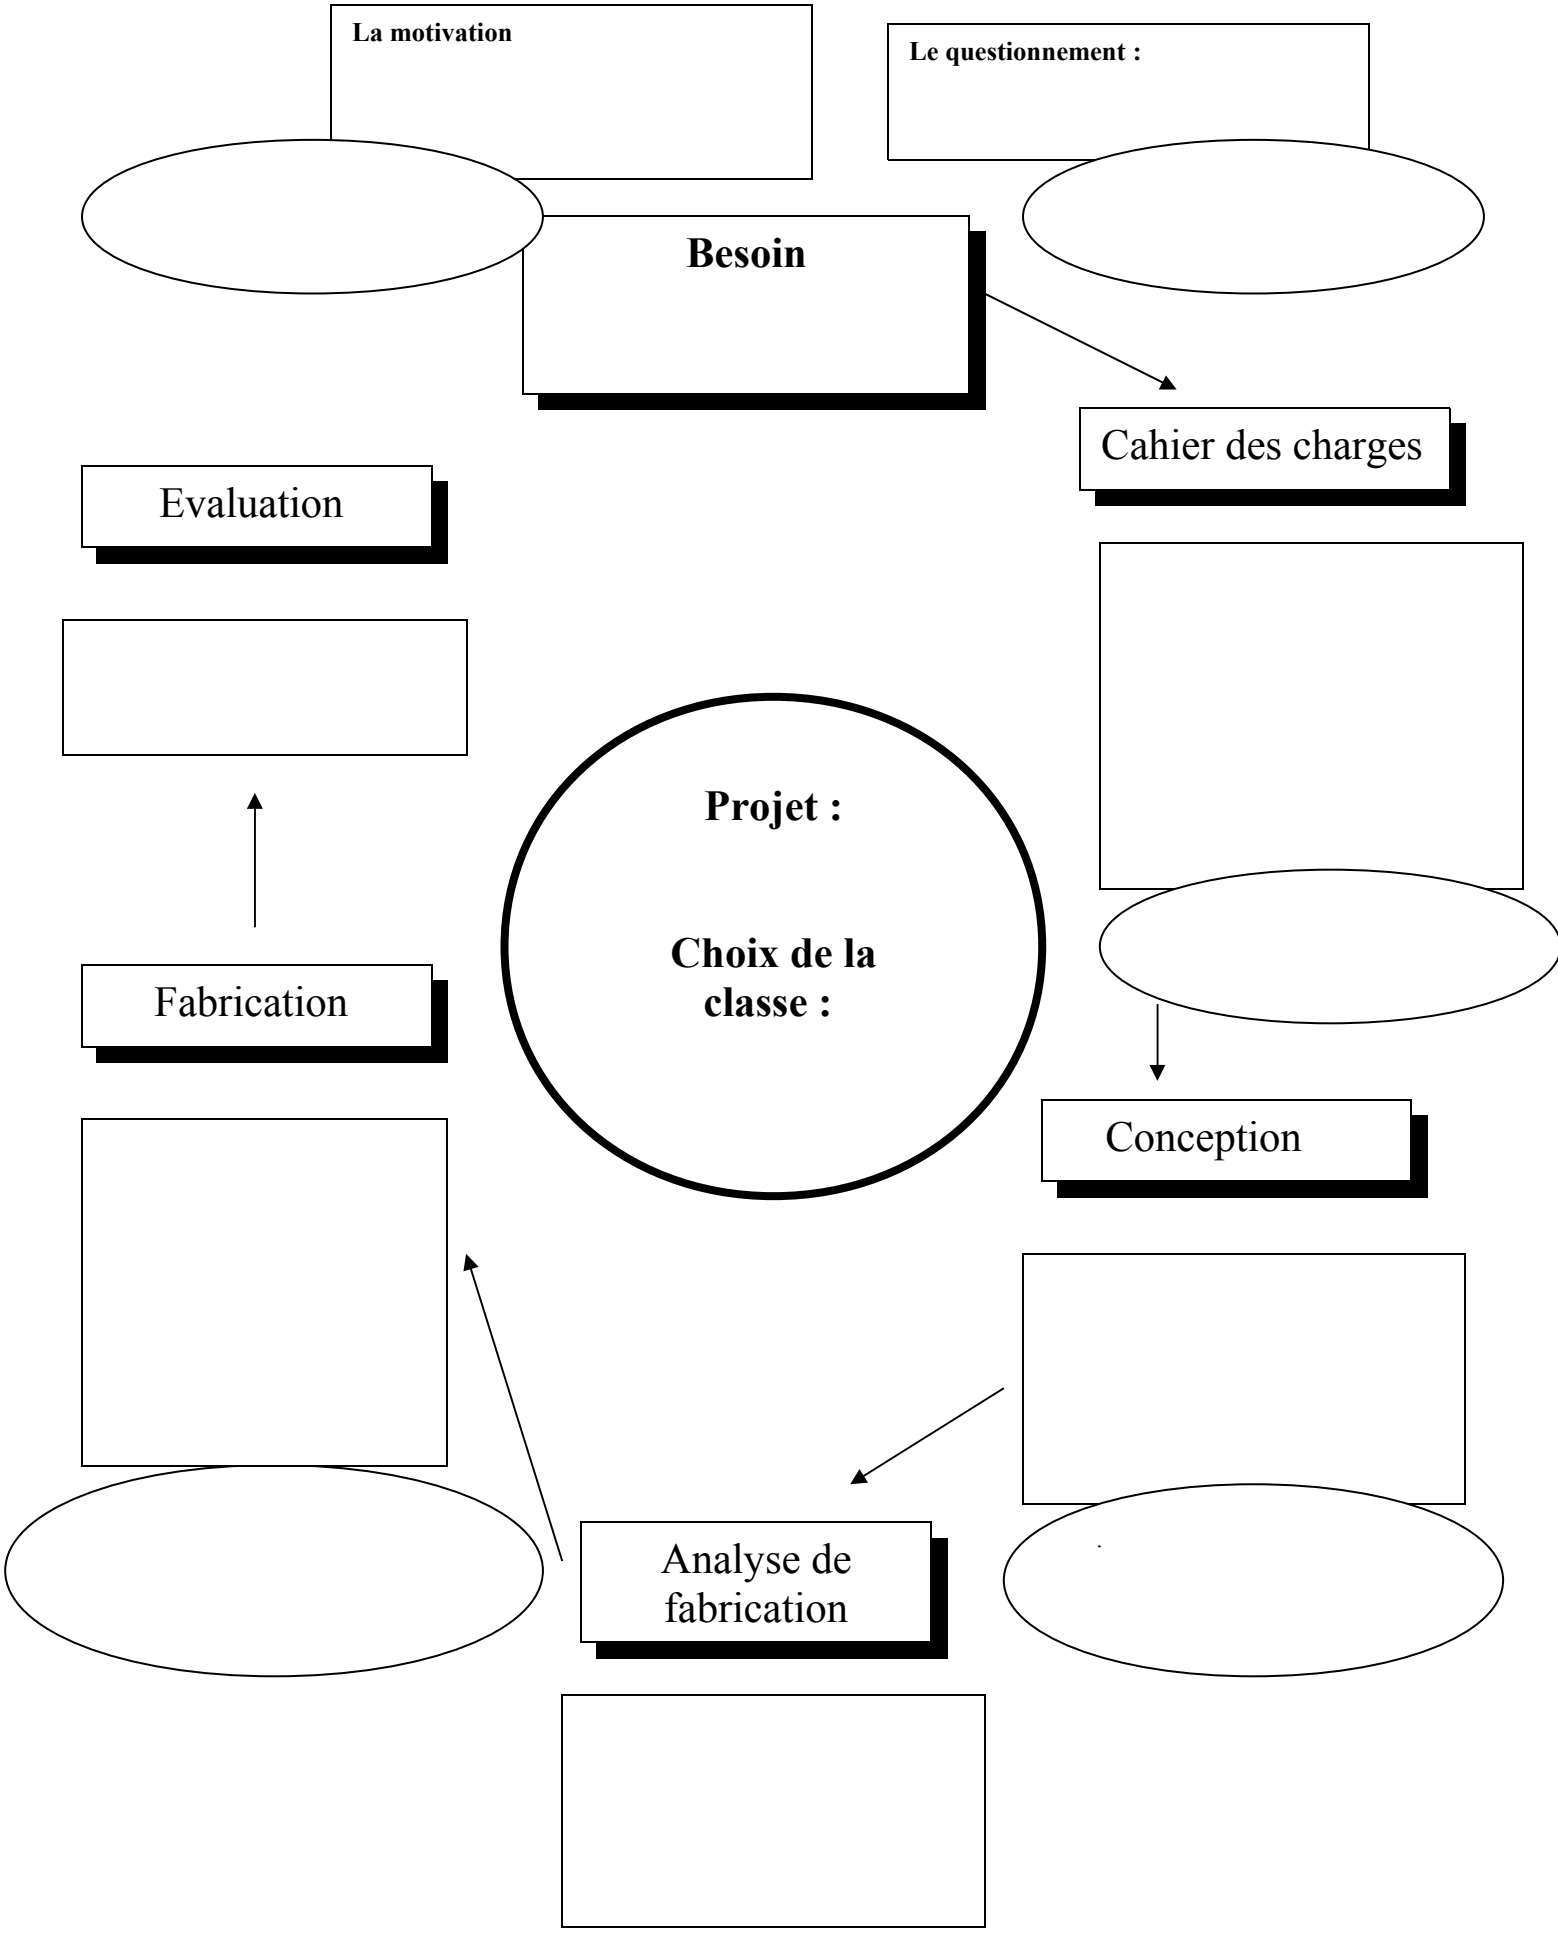 La motivation
Le questionnement :
Besoin
Cahier des charges
Evaluation
Projet :
Choix de la
classe :
Fabrication
Conception
Analyse de
fabrication